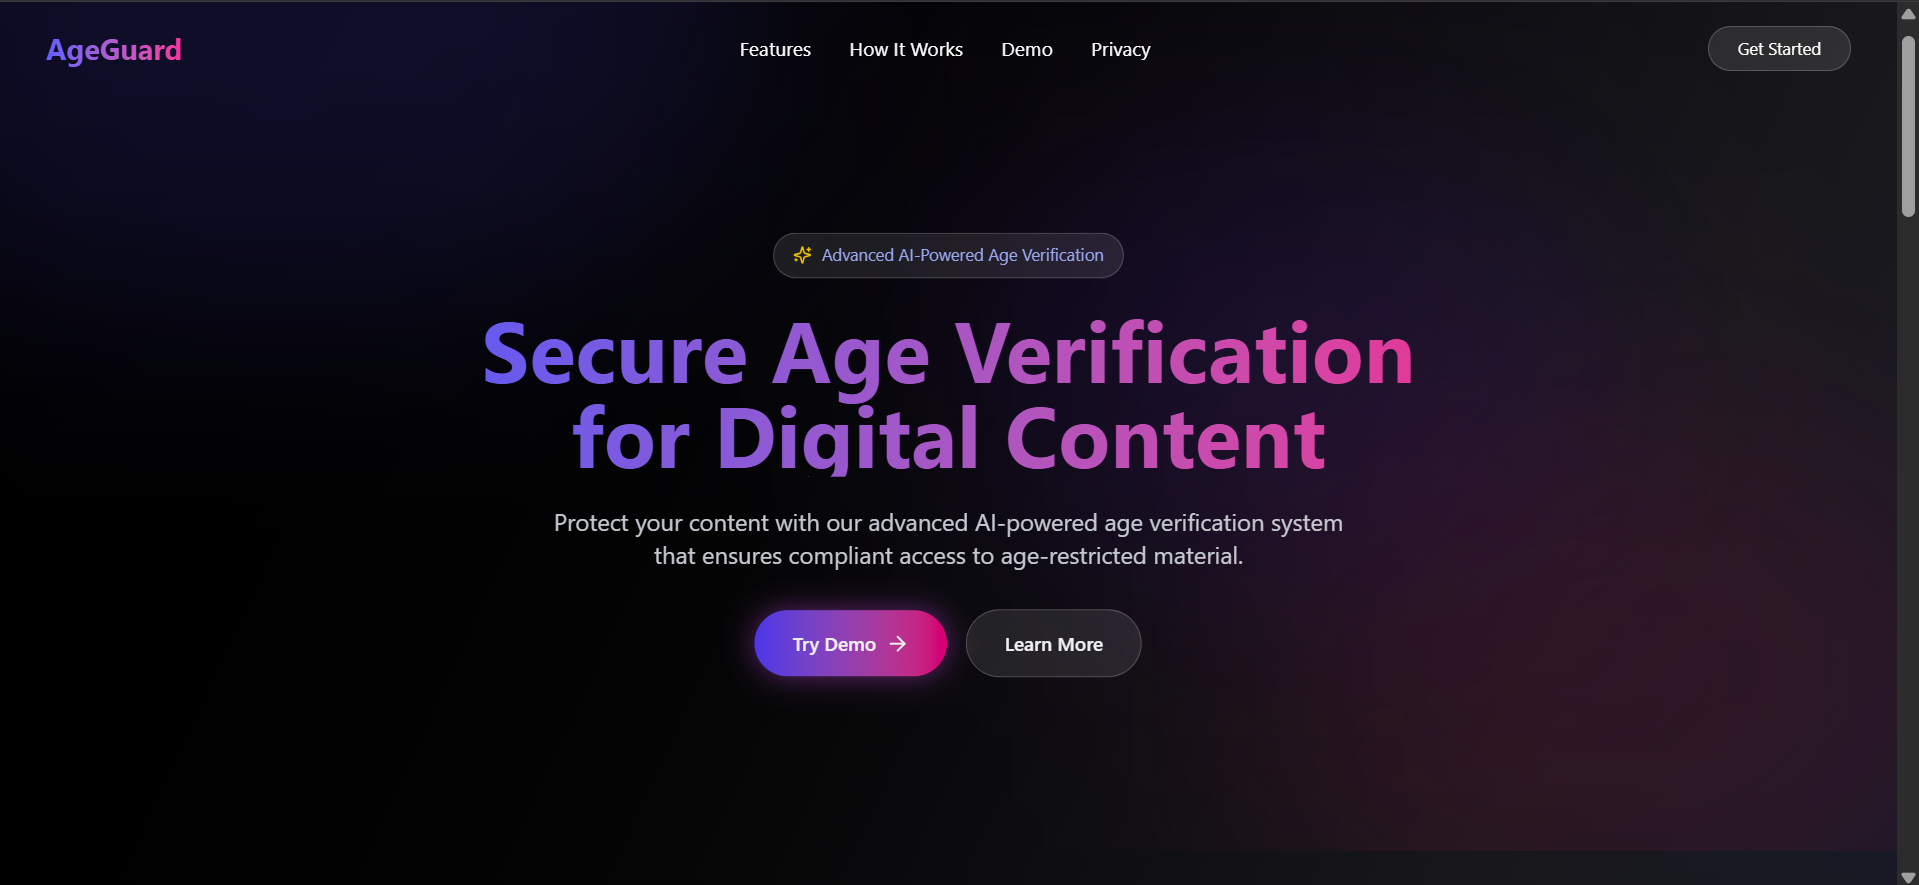 AgeGuard
Features
How It Works
Demo
Privacy
Get Started
Advanced AI-Powered Age Verification
Secure Age Verification
for Digital Content
Protect your content with our advanced AI-powered age verification system
that ensures compliant access to age-restricted material.
Try Demo
Learn More